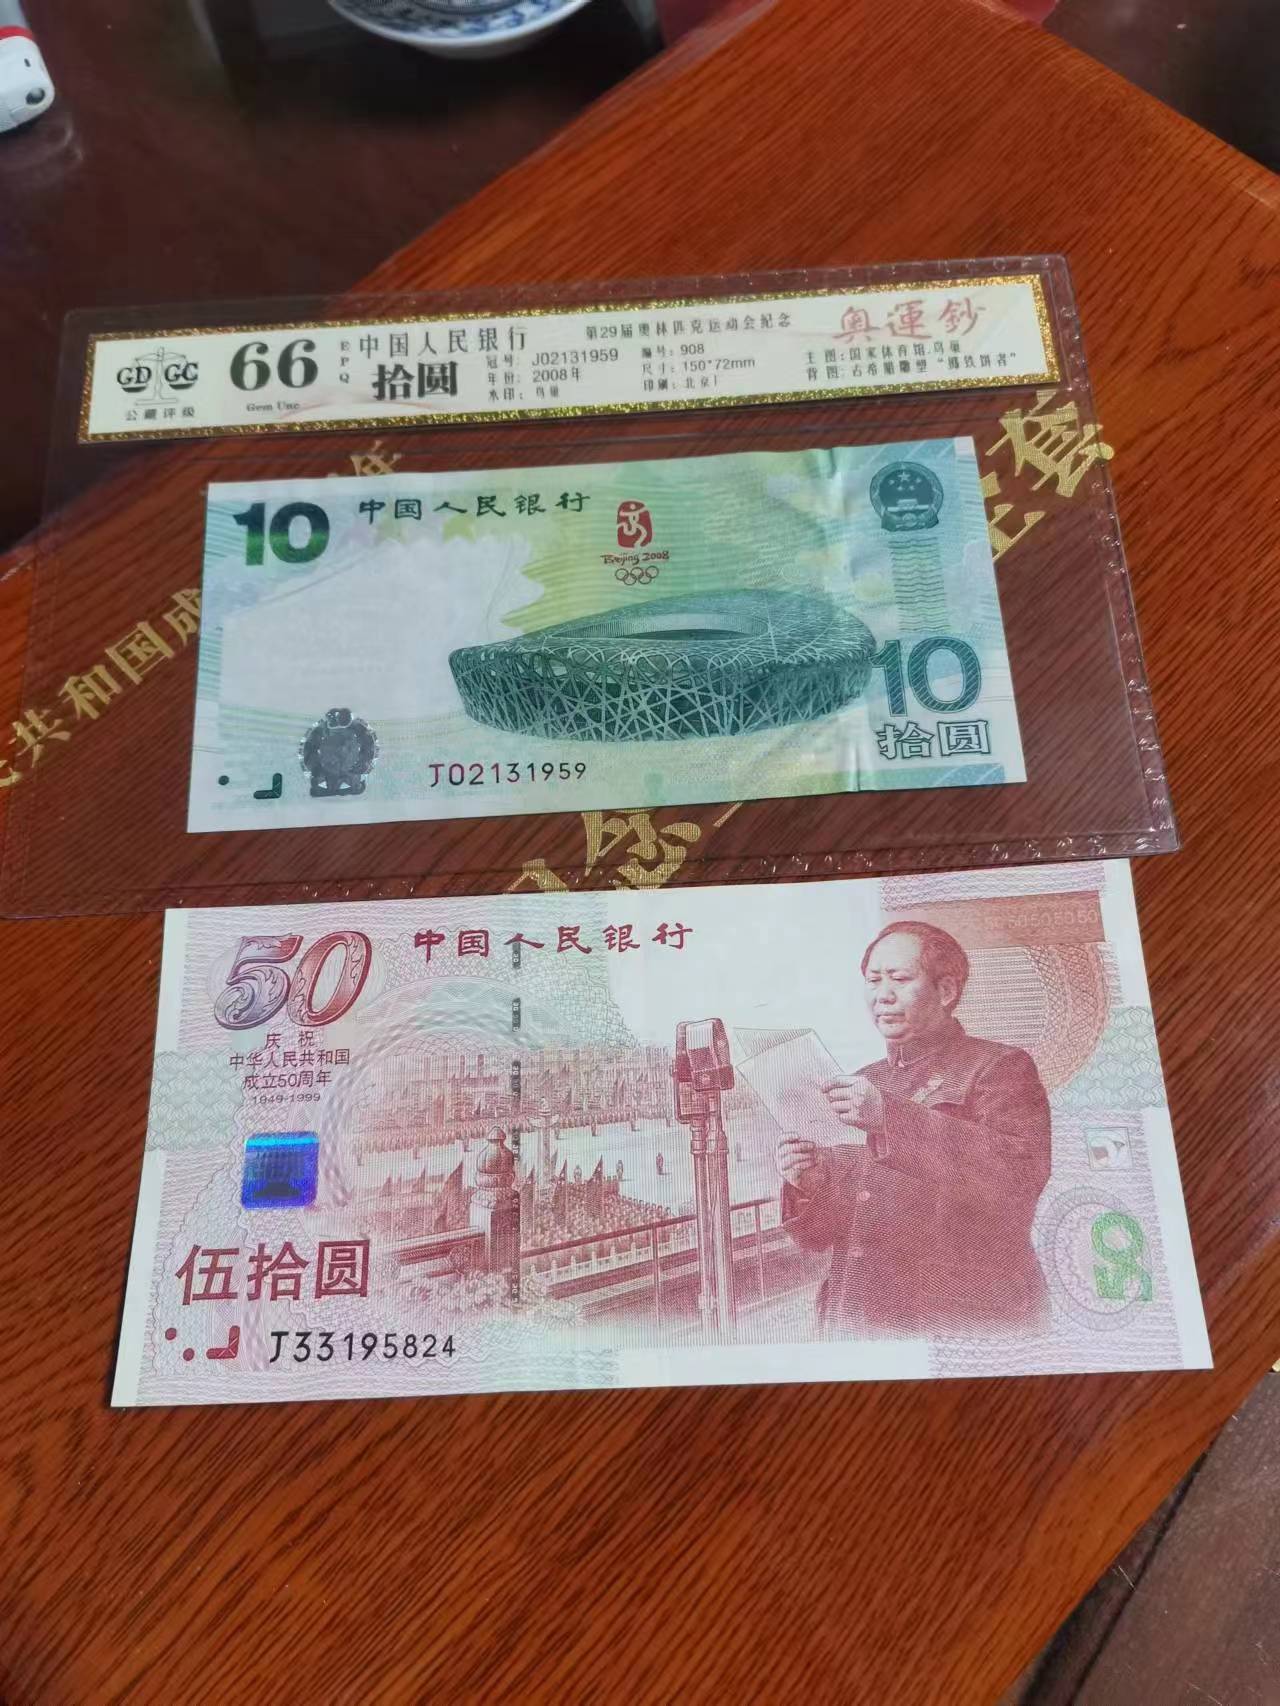 GD GC
公藏评级
66
Gem Unc
EPQ
中国人民银行
拾圆
第29届奥林匹克运动会纪念
冠号: J02131959
年份: 2008年
水印: 鸟巢
编号: 908
尺寸: 150*72mm
印刷: 北京厂
奥運鈔
主图: 国家体育馆.鸟巢
背图: 古希腊雕塑“掷铁饼者”
共和国成
年
10
中国人民银行
Beijing 2008
10
拾圆
J02131959
念
套
50
中国人民银行
5050505050
庆祝
中华人民共和国
成立50周年
1949-1999
伍拾圆
50
J33195824